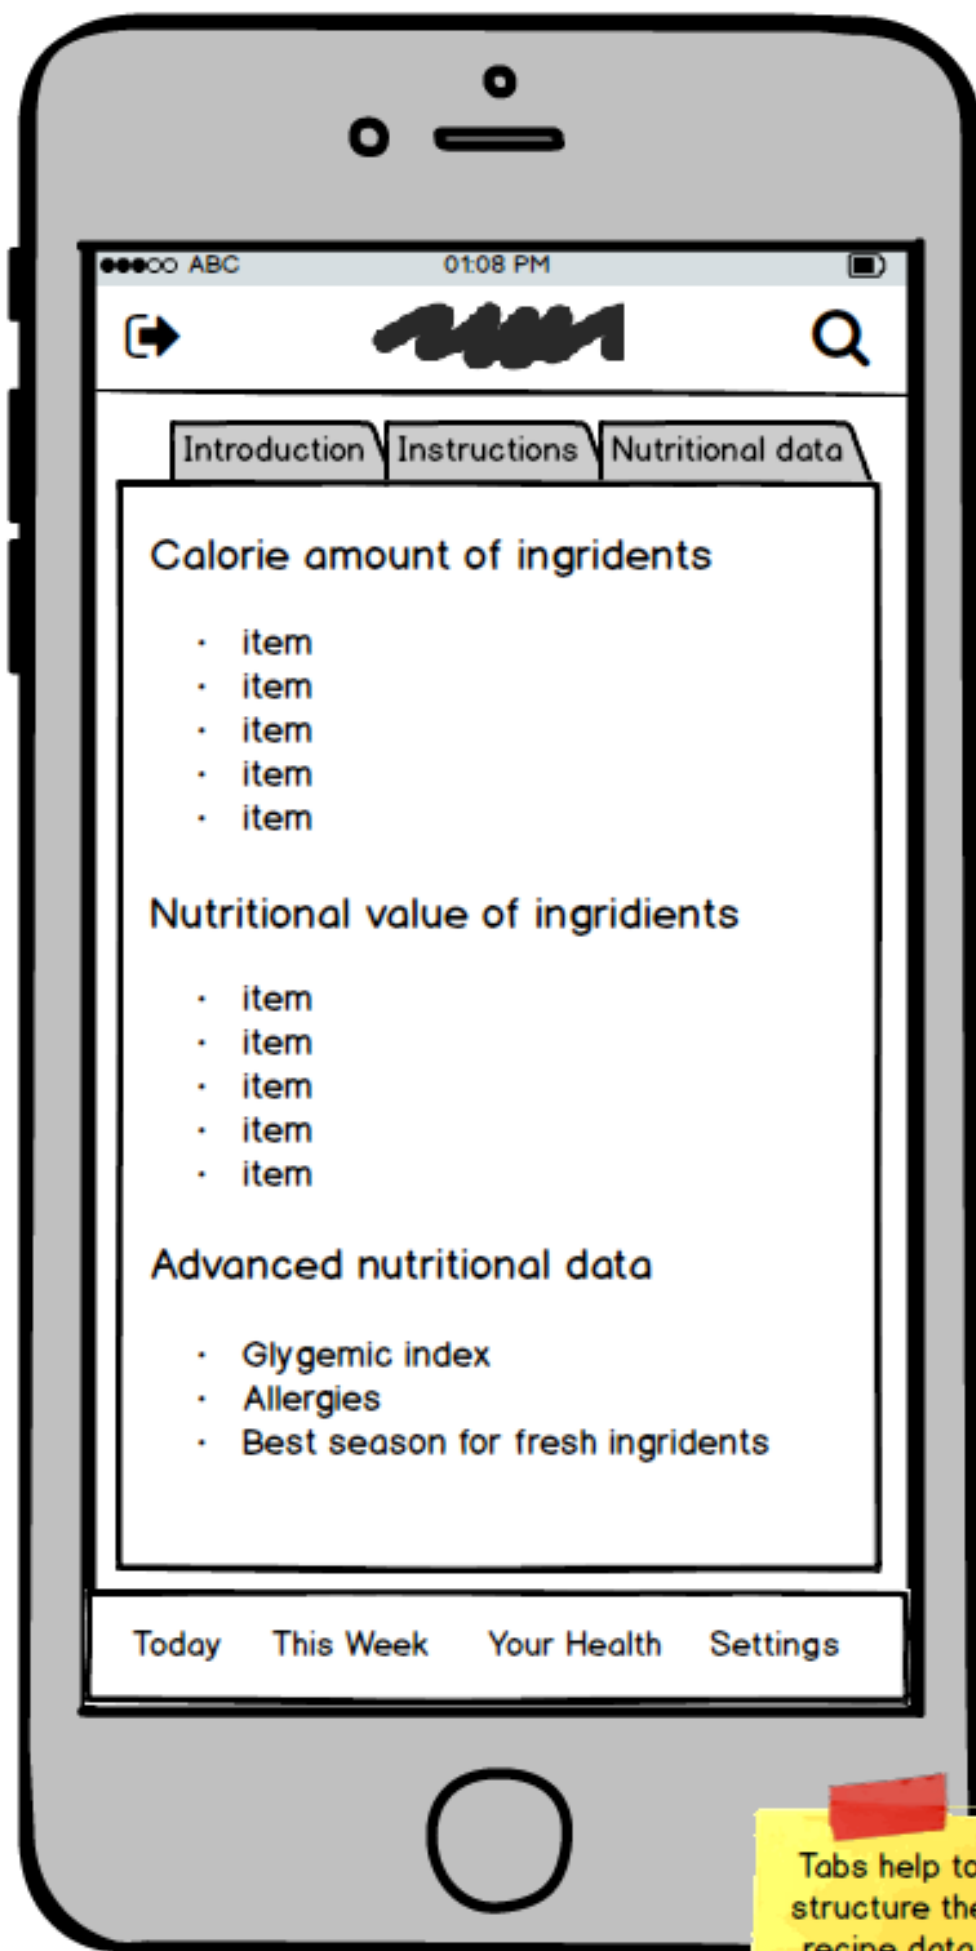 ABC 01:08 PM
Introduction Instructions Nutritional data
Calorie amount of ingridents
· item
· item
· item
· item
· item
Nutritional value of ingridients
· item
· item
· item
· item
· item
Advanced nutritional data
· Glygemic index
· Allergies
· Best season for fresh ingridents
Today This Week Your Health Settings
Tabs help to
structure the
recipe data